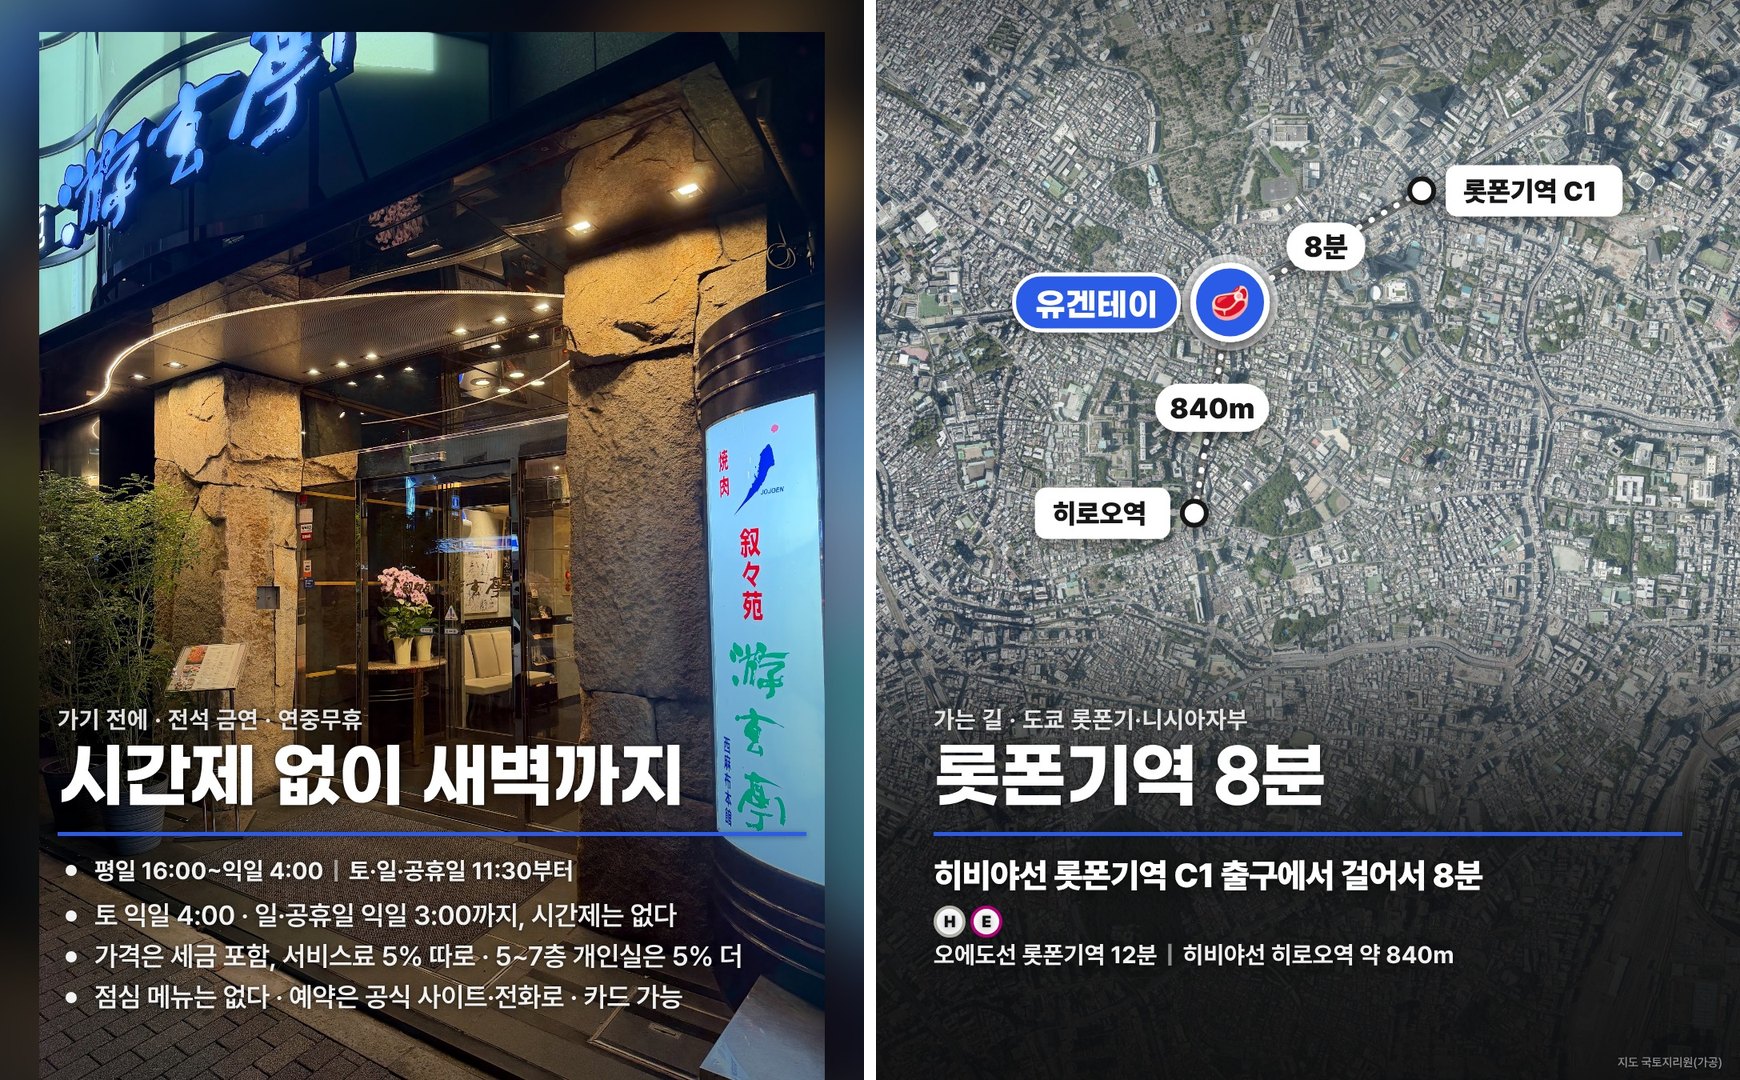 游玄亭
焼肉
JOJOEN
叙々苑
游玄亭
玄亭
가기 전에 · 전석 금연 · 연중무휴
시간제 없이 새벽까지
평일 16:00~익일 4:00 | 토·일·공휴일 11:30부터
토 익일 4:00 · 일·공휴일 익일 3:00까지, 시간제는 없다
가격은 세금 포함, 서비스료 5% 따로 · 5~7층 개인실은 5% 더
점심 메뉴는 없다 · 예약은 공식 사이트·전화로 · 카드 가능
롯폰기역 C1
8분
유겐테이
840m
히로오역
가는 길 · 도쿄 롯폰기·니시아자부
롯폰기역 8분
히비야선 롯폰기역 C1 출구에서 걸어서 8분
H E
오에도선 롯폰기역 12분 | 히비야선 히로오역 약 840m
지도 국토지리원(가공)